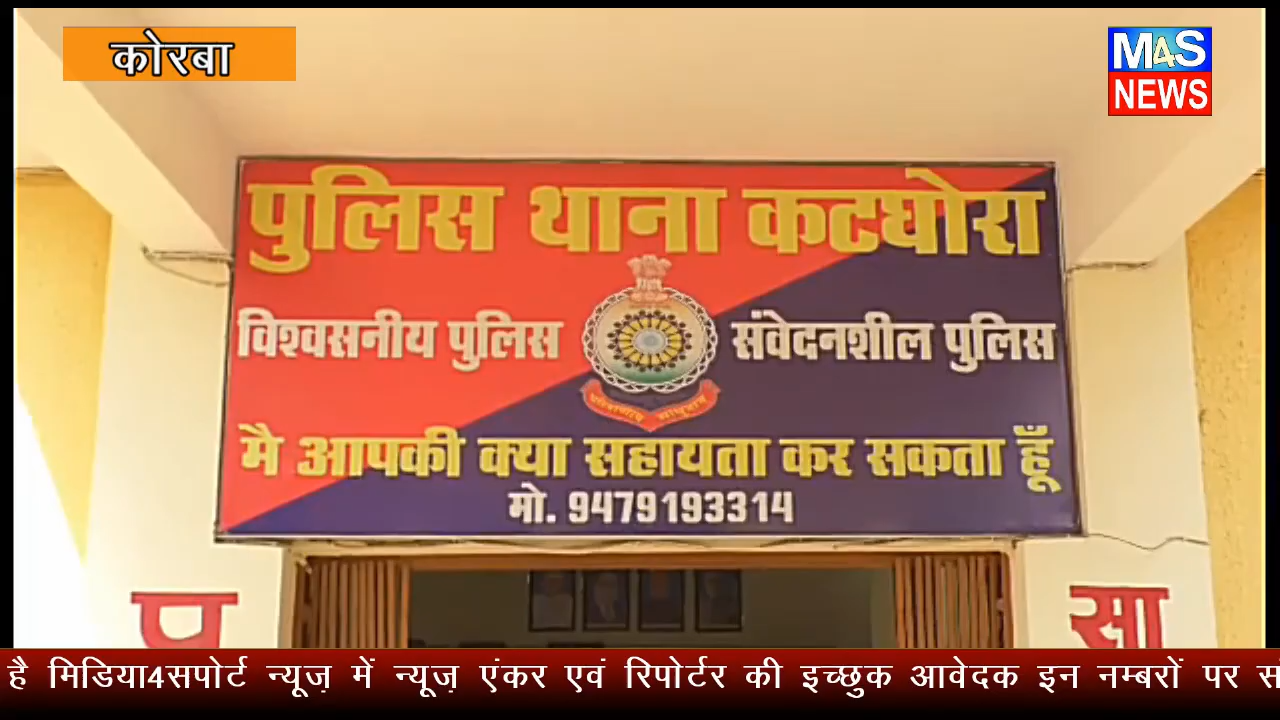 कोरबा
M4S
NEWS
पुलिस थाना कटघोरा
विश्वसनीय पुलिस
संवेदनशील पुलिस
मै आपकी क्या सहायता कर सकता हूँ
मो. 9479193314
सा
है मिडिया4सपोर्ट न्यूज़ में न्यूज़ एंकर एवं रिपोर्टर की इच्छुक आवेदक इन नम्बरों पर स